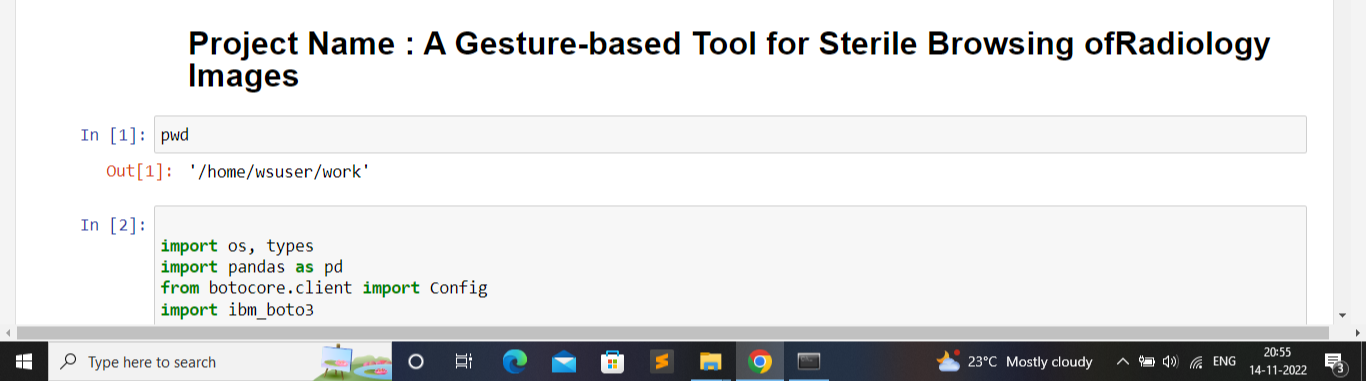 Project Name : A Gesture-based Tool for Sterile Browsing ofRadiology
Images
In [1]: pwd
Out[1]: '/home/wsuser/work'
In [2]:
import os, types
import pandas as pd
from botocore.client import Config
import ibm_boto3
Type here to search
23°C Mostly cloudy
ENG
20:55
14-11-2022
3